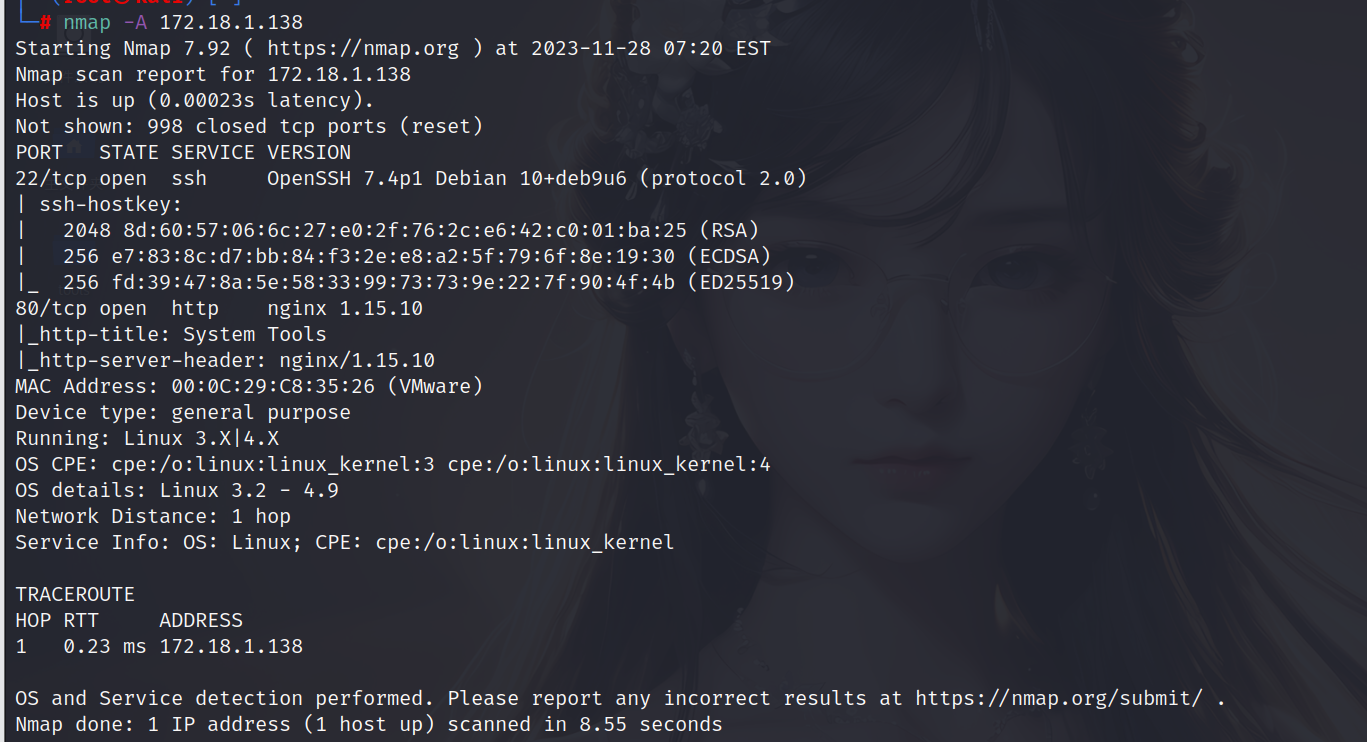 (root㉿kali)-[~]
└─# nmap -A 172.18.1.138
Starting Nmap 7.92 ( https://nmap.org ) at 2023-11-28 07:20 EST
Nmap scan report for 172.18.1.138
Host is up (0.00023s latency).
Not shown: 998 closed tcp ports (reset)
PORT   STATE SERVICE VERSION
22/tcp open  ssh     OpenSSH 7.4p1 Debian 10+deb9u6 (protocol 2.0)
| ssh-hostkey:
|   2048 8d:60:57:06:6c:27:e0:2f:76:2c:e6:42:c0:01:ba:25 (RSA)
|   256 e7:83:8c:d7:bb:84:f3:2e:e8:a2:5f:79:6f:8e:19:30 (ECDSA)
|_  256 fd:39:47:8a:5e:58:33:99:73:73:9e:22:7f:90:4f:4b (ED25519)
80/tcp open  http    nginx 1.15.10
|_http-title: System Tools
|_http-server-header: nginx/1.15.10
MAC Address: 00:0C:29:C8:35:26 (VMware)
Device type: general purpose
Running: Linux 3.X|4.X
OS CPE: cpe:/o:linux:linux_kernel:3 cpe:/o:linux:linux_kernel:4
OS details: Linux 3.2 - 4.9
Network Distance: 1 hop
Service Info: OS: Linux; CPE: cpe:/o:linux:linux_kernel
TRACEROUTE
HOP RTT     ADDRESS
1   0.23 ms 172.18.1.138
OS and Service detection performed. Please report any incorrect results at https://nmap.org/submit/ .
Nmap done: 1 IP address (1 host up) scanned in 8.55 seconds